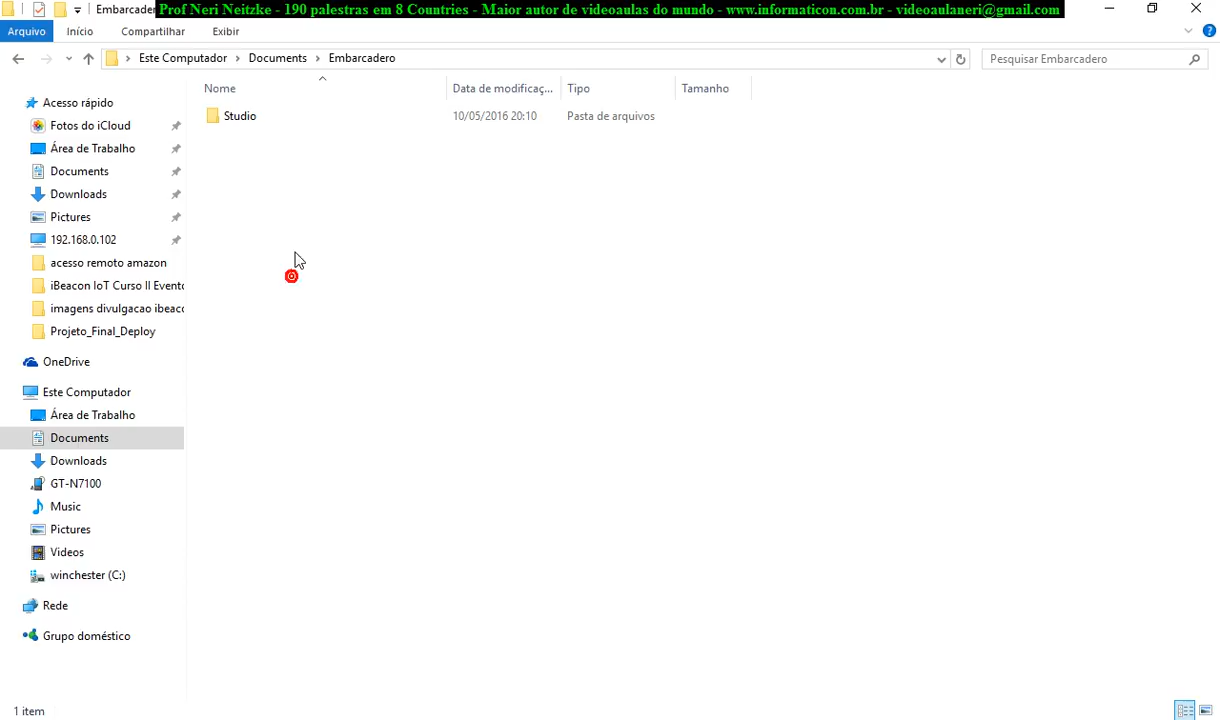 Embarcader
Prof Neri Neitzke - 190 palestras em 8 Countries - Maior autor de videoaulas do mundo - www.informaticon.com.br - videoaulaneri@gmail.com
Arquivo Início Compartilhar Exibir
Este Computador > Documents > Embarcadero
Pesquisar Embarcadero
Nome Data de modificaç... Tipo Tamanho
Studio 10/05/2016 20:10 Pasta de arquivos
Acesso rápido
Fotos do iCloud
Área de Trabalho
Documents
Downloads
Pictures
192.168.0.102
acesso remoto amazon
iBeacon IoT Curso II Evento
imagens divulgacao ibeaco
Projeto_Final_Deploy
OneDrive
Este Computador
Área de Trabalho
Documents
Downloads
GT-N7100
Music
Pictures
Videos
winchester (C:)
Rede
Grupo doméstico
1 item